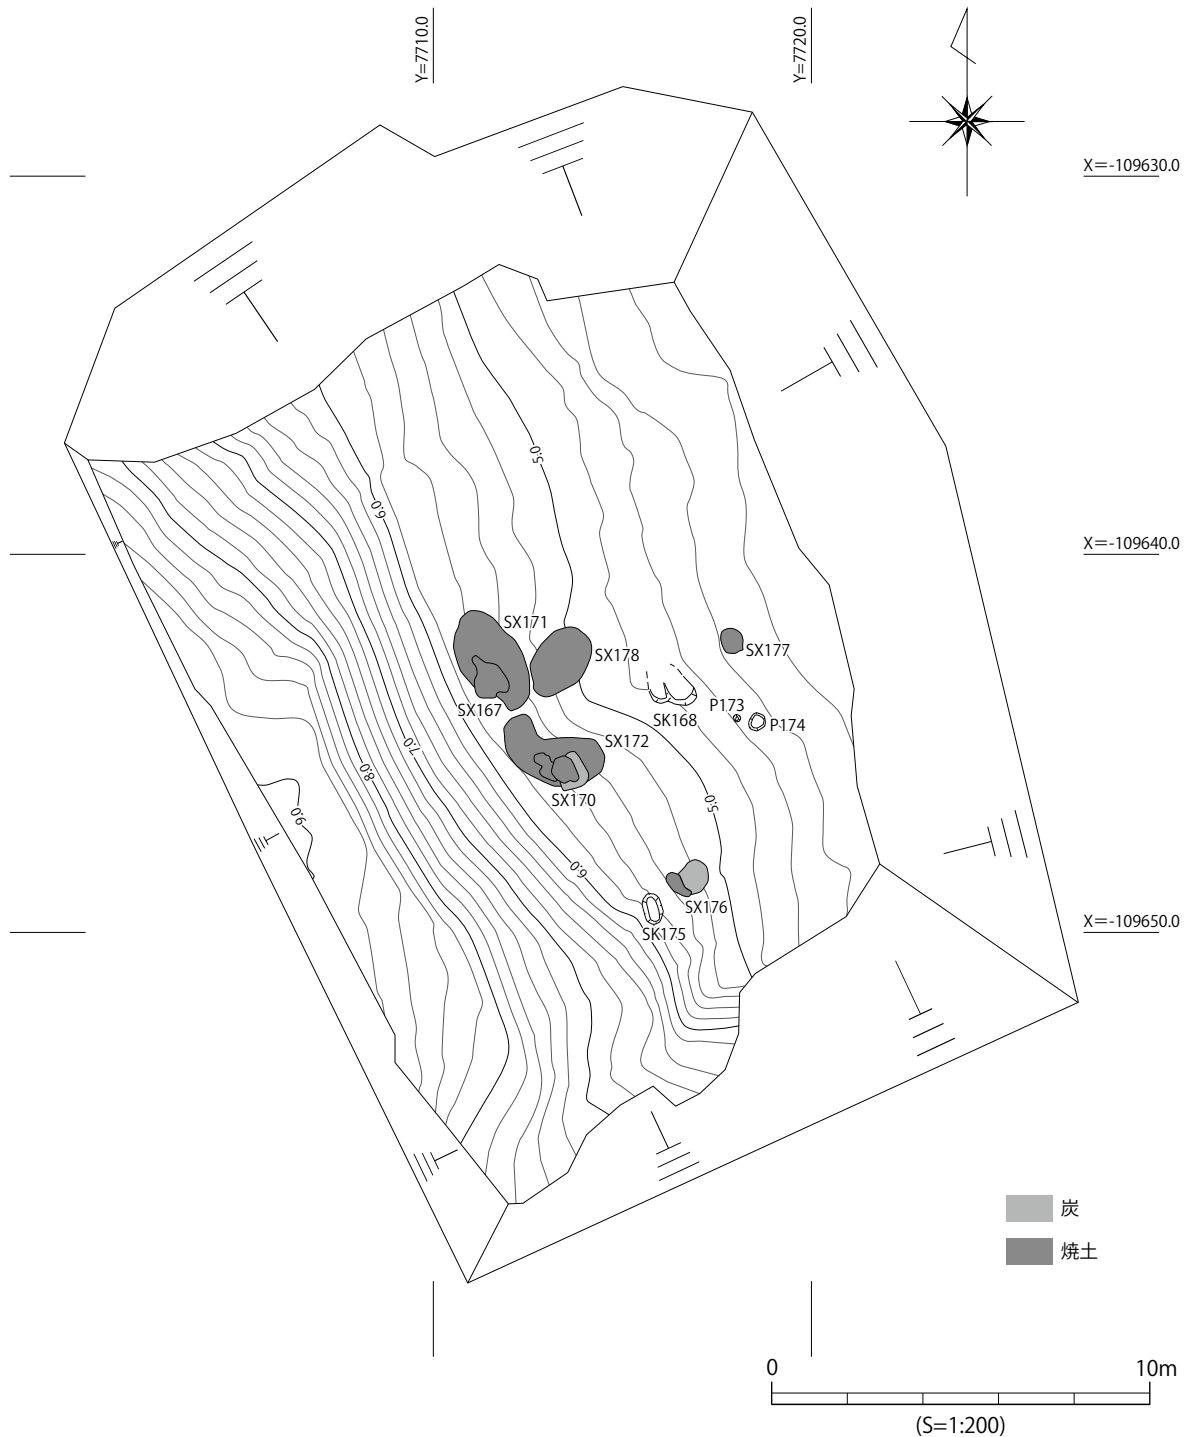 Y=7710.0
Y=7720.0
X=-109630.0
5.0
6.0
X=-109640.0
SX171
SX178
SX177
SX167
SK168
P173
P174
SX172
7.0
8.0
SX170
9.0
5.0
6.0
SX176
SK175
X=-109650.0
炭
焼土
0
10m
(S=1:200)